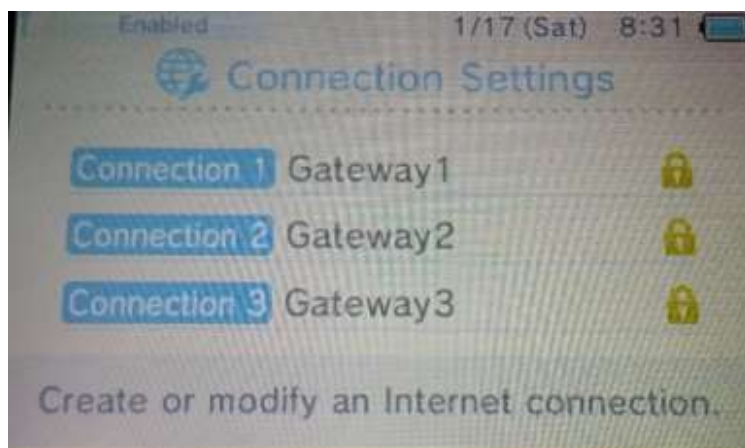 Enabled 1/17 (Sat) 8:31
Connection Settings
Connection 1 Gateway1
Connection 2 Gateway2
Connection 3 Gateway3
Create or modify an Internet connection.